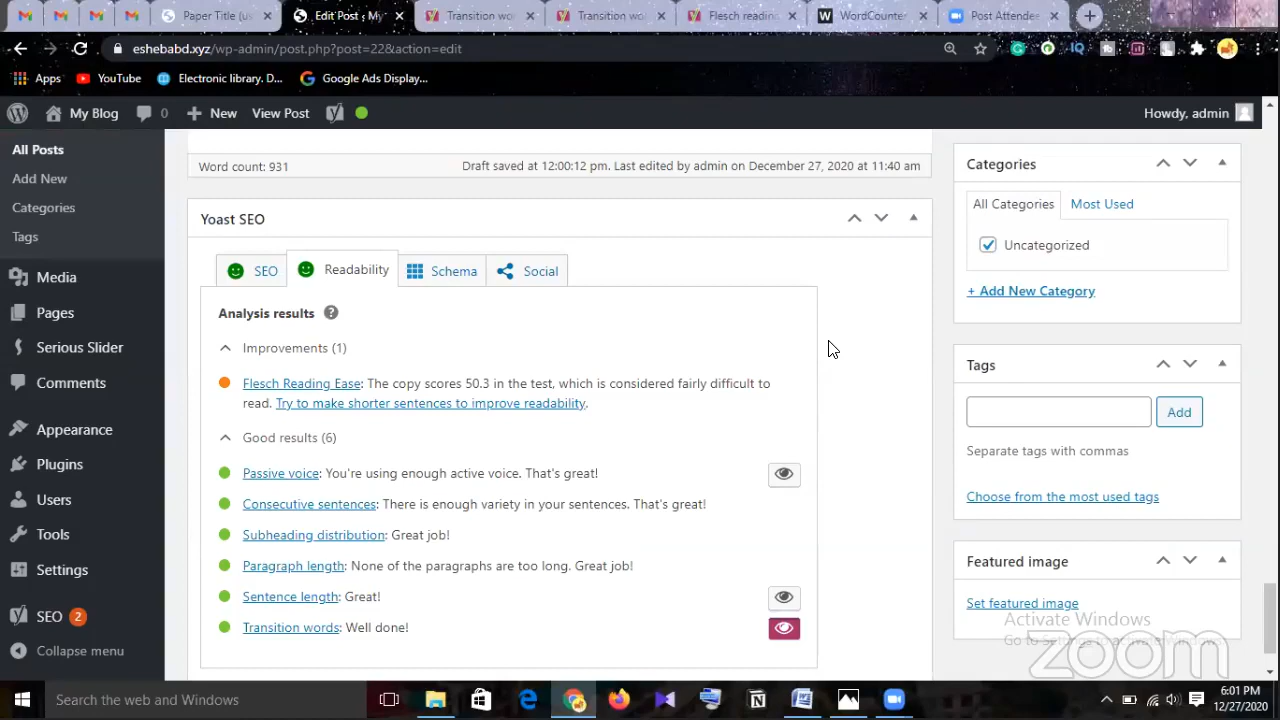 Paper Title (us
Edit Post ‹ My
Transition wo
Transition wor
Flesch readin
WordCounter
Post Attendee
eshebabd.xyz/wp-admin/post.php?post=22&action=edit
Apps
YouTube
Electronic library. D...
Google Ads Display...
My Blog
0
New
View Post
Howdy, admin
All Posts
Add New
Categories
Tags
Media
Pages
Serious Slider
Comments
Appearance
Plugins
Users
Tools
Settings
SEO 2
Collapse menu
Word count: 931
Draft saved at 12:00:12 pm. Last edited by admin on December 27, 2020 at 11:40 am
Yoast SEO
SEO
Readability
Schema
Social
Analysis results
Improvements (1)
Flesch Reading Ease: The copy scores 50.3 in the test, which is considered fairly difficult to
read. Try to make shorter sentences to improve readability.
Good results (6)
Passive voice: You're using enough active voice. That's great!
Consecutive sentences: There is enough variety in your sentences. That's great!
Subheading distribution: Great job!
Paragraph length: None of the paragraphs are too long. Great job!
Sentence length: Great!
Transition words: Well done!
Categories
All Categories
Most Used
Uncategorized
+ Add New Category
Tags
Add
Separate tags with commas
Choose from the most used tags
Featured image
Set featured image
Activate Windows
Go to Settings to activate Windows.
zoom
Search the web and Windows
6:01 PM
12/27/2020